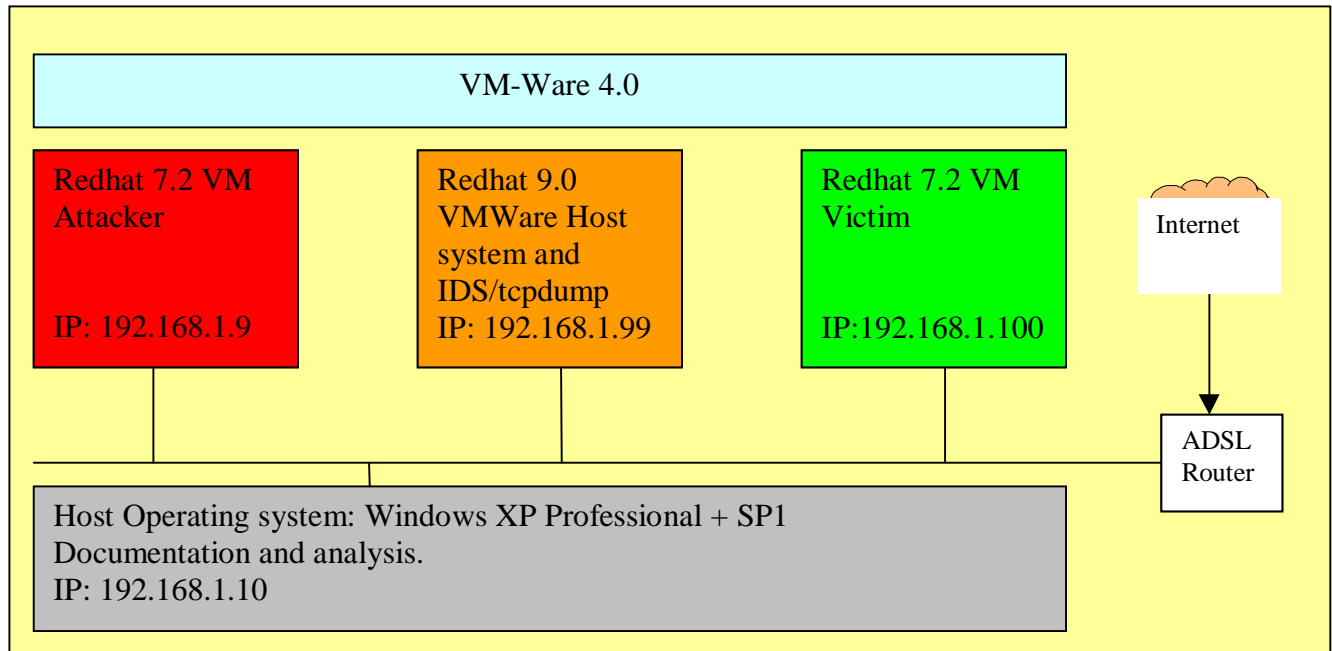 VM-Ware 4.0
Redhat 7.2 VM
Attacker
IP: 192.168.1.9
Redhat 9.0
VMWare Host
system and
IDS/tcpdump
IP: 192.168.1.99
Redhat 7.2 VM
Victim
IP:192.168.1.100
Internet
ADSL
Router
Host Operating system: Windows XP Professional + SP1
Documentation and analysis.
IP: 192.168.1.10